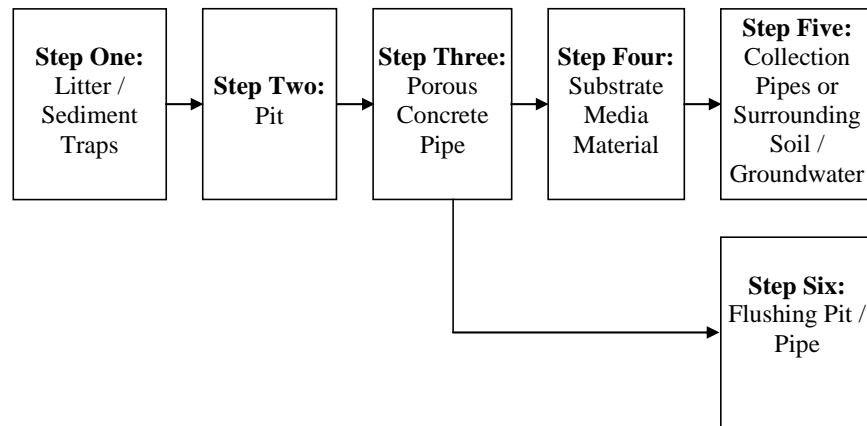 Step One:
Litter /
Sediment
Traps
Step Two:
Pit
Step Three:
Porous
Concrete
Pipe
Step Four:
Substrate
Media
Material
Step Five:
Collection
Pipes or
Surrounding
Soil /
Groundwater
Step Six:
Flushing Pit /
Pipe